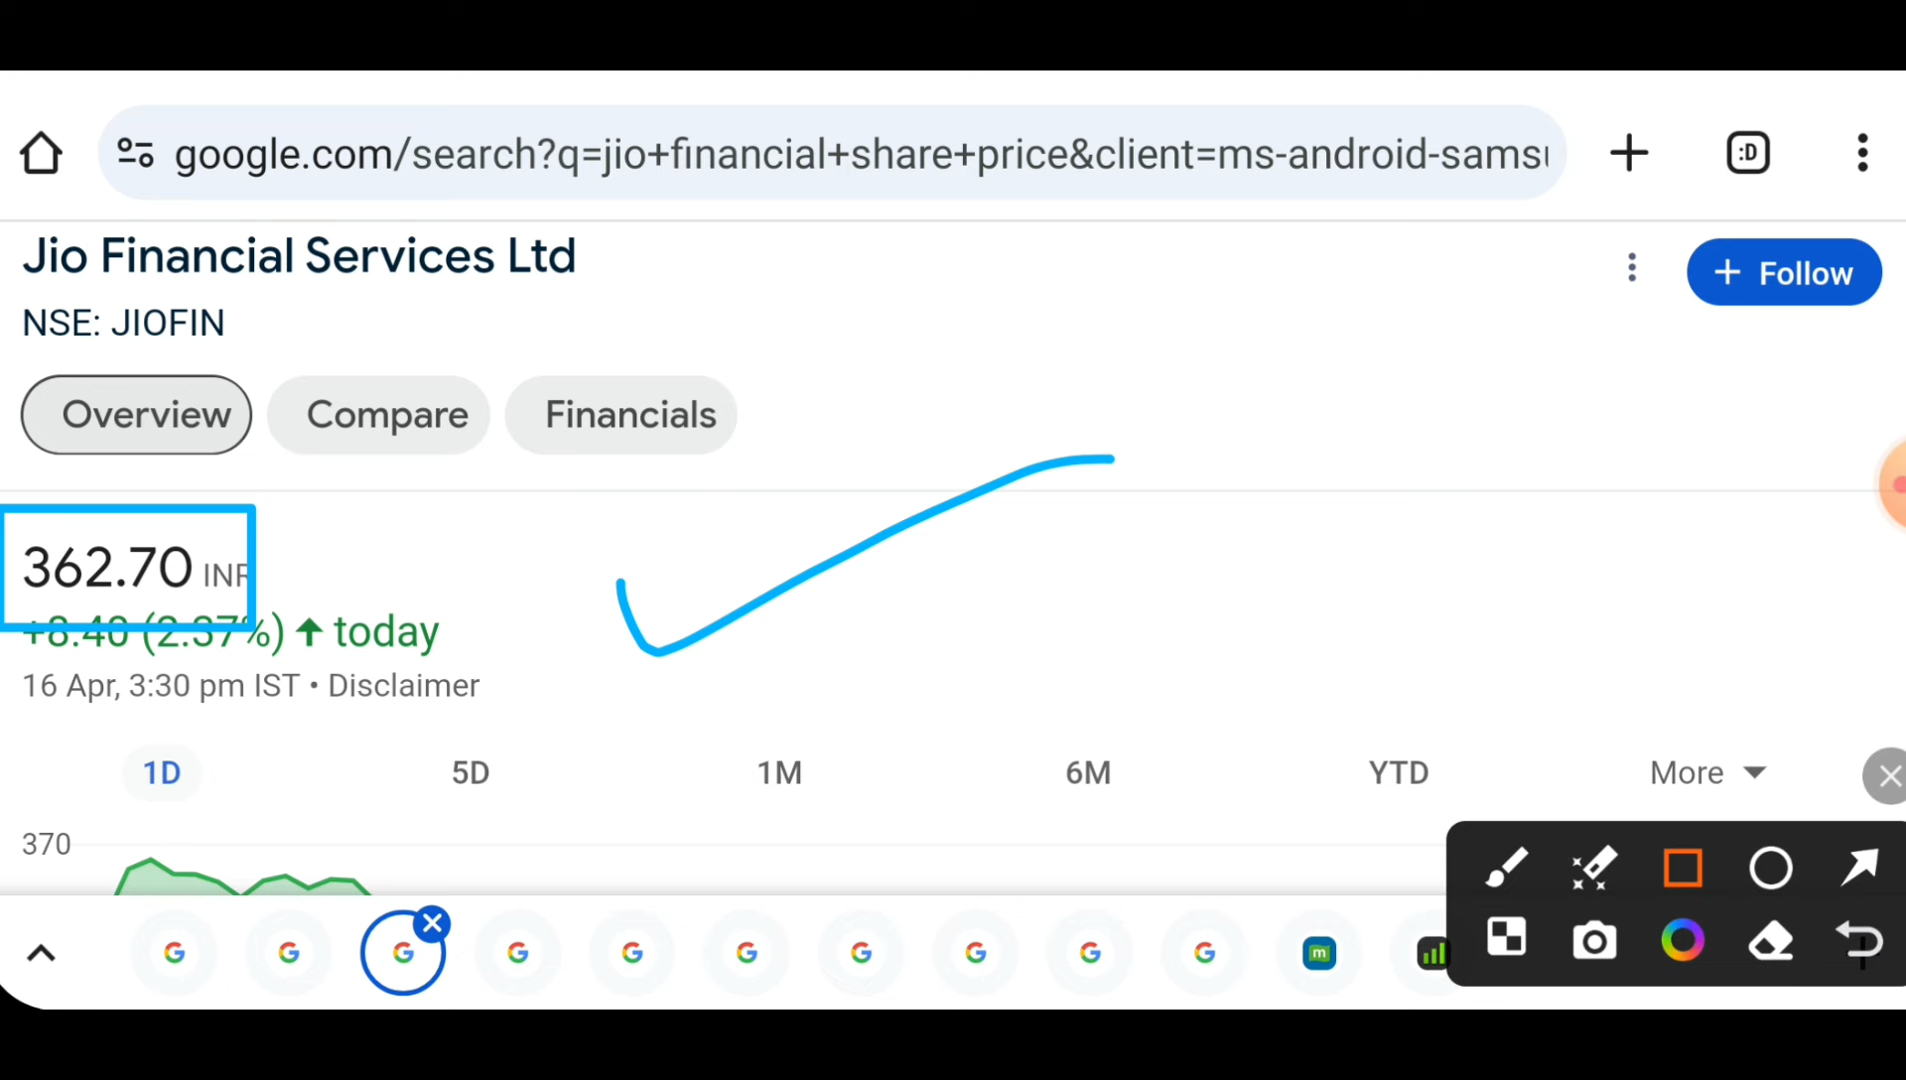 google.com/search?q=jio+financial+share+price&client=ms-android-samsu
:D
Jio Financial Services Ltd
+ Follow
NSE: JIOFIN
Overview Compare Financials
362.70 INR
+8.40 (2.37%) ↑ today
16 Apr, 3:30 pm IST • Disclaimer
1D 5D 1M 6M YTD More
370